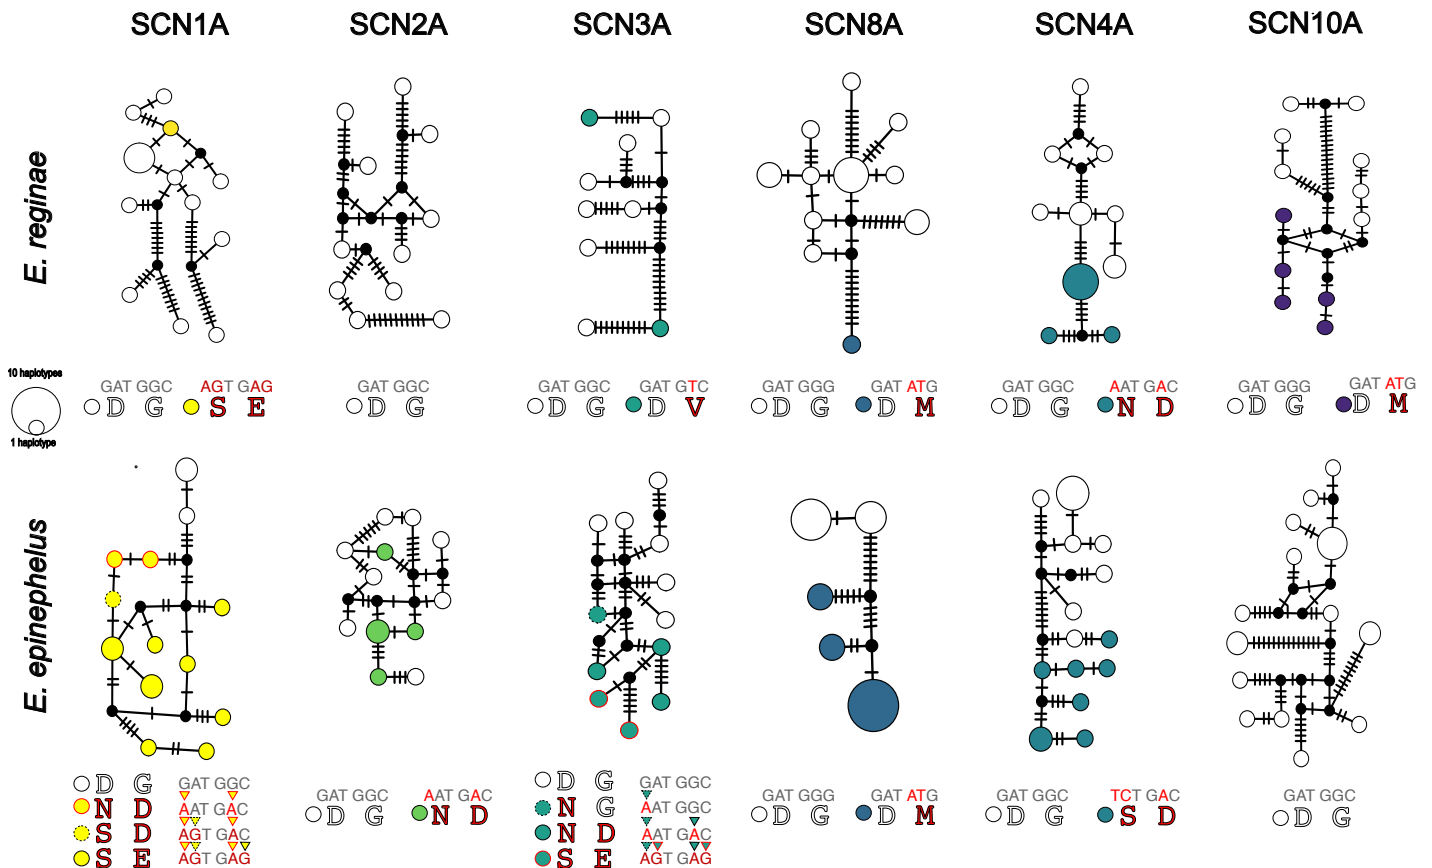 SCN1A SCN2A SCN3A SCN8A SCN4A SCN10A
E. reginae
10 haplotypes
1 haplotype
GAT GGC AGT GAG
D G S E
GAT GGC
D G
GAT GGC GAT GTC
D G D V
GAT GGG GAT ATG
D G D M
GAT GGC AAT GAC
D G N D
GAT GGG GAT ATG
D G D M
E. epinephelus
D G GAT GGC
N D AAT GAC
S D AGT GAC
S E AGT GAG
GAT GGC AAT GAC
D G N D
D G GAT GGC
N G AAT GGC
N D AAT GAC
S E AGT GAG
GAT GGG GAT ATG
D G D M
GAT GGC TCT GAC
D G S D
GAT GGC
D G